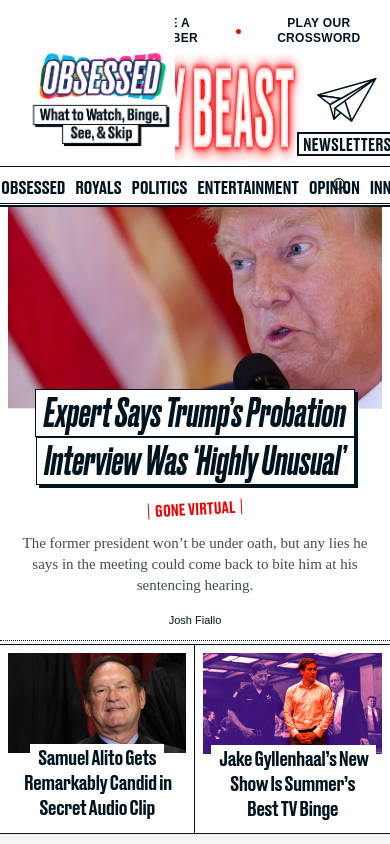 E A
BER
PLAY OUR
CROSSWORD
OBSESSED
What to Watch, Binge,
See, & Skip
Y BEAST
NEWSLETTERS
OBSESSED ROYALS POLITICS ENTERTAINMENT OPINION INN
Expert Says Trump’s Probation
Interview Was ‘Highly Unusual’
GONE VIRTUAL
The former president won’t be under oath, but any lies he
says in the meeting could come back to bite him at his
sentencing hearing.
Josh Fiallo
Samuel Alito Gets
Remarkably Candid in
Secret Audio Clip
Jake Gyllenhaal’s New
Show Is Summer’s
Best TV Binge